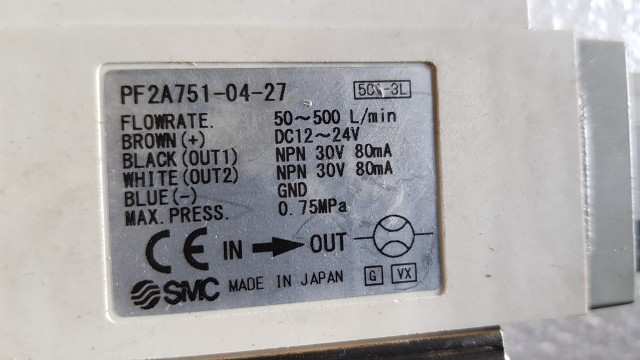 PF2A751-04-27
FLOWRATE. 50～500 L/min
BROWN(+) DC12～24V
BLACK(OUT1) NPN 30V 80mA
WHITE(OUT2) NPN 30V 80mA
BLUE(-) GND
MAX. PRESS. 0.75MPa
CE IN OUT
SMC MADE IN JAPAN G VX